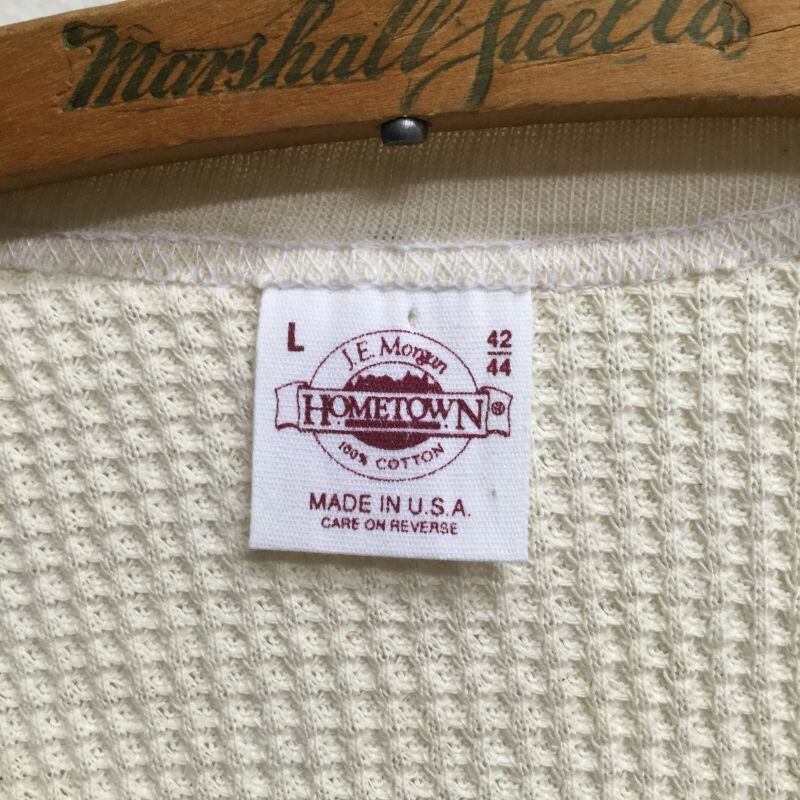 Marshall Steel Co.
L
42
44
J.E. Morgan
HOMETOWN®
100% COTTON
MADE IN U.S.A.
CARE ON REVERSE